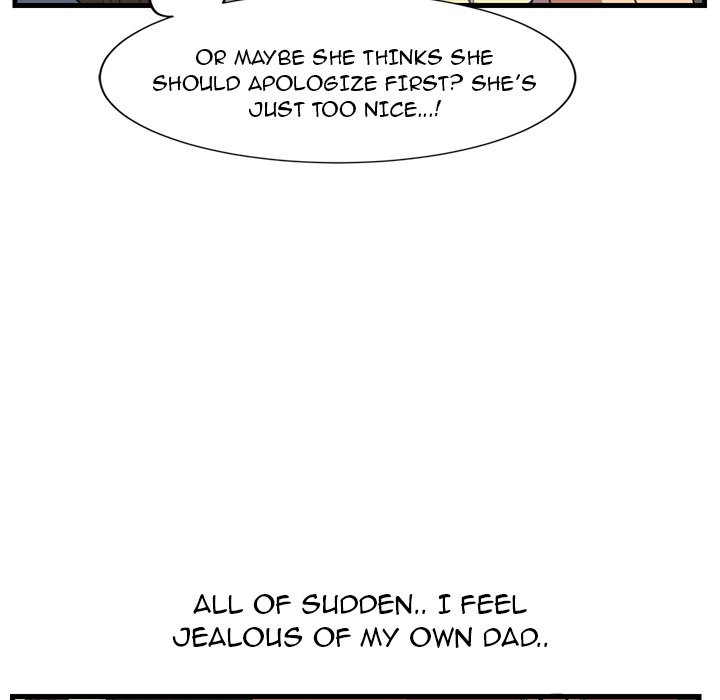 OR MAYBE SHE THINKS SHE
SHOULD APOLOGIZE FIRST? SHE'S
JUST TOO NICE...!
ALL OF SUDDEN.. I FEEL
JEALOUS OF MY OWN DAD..